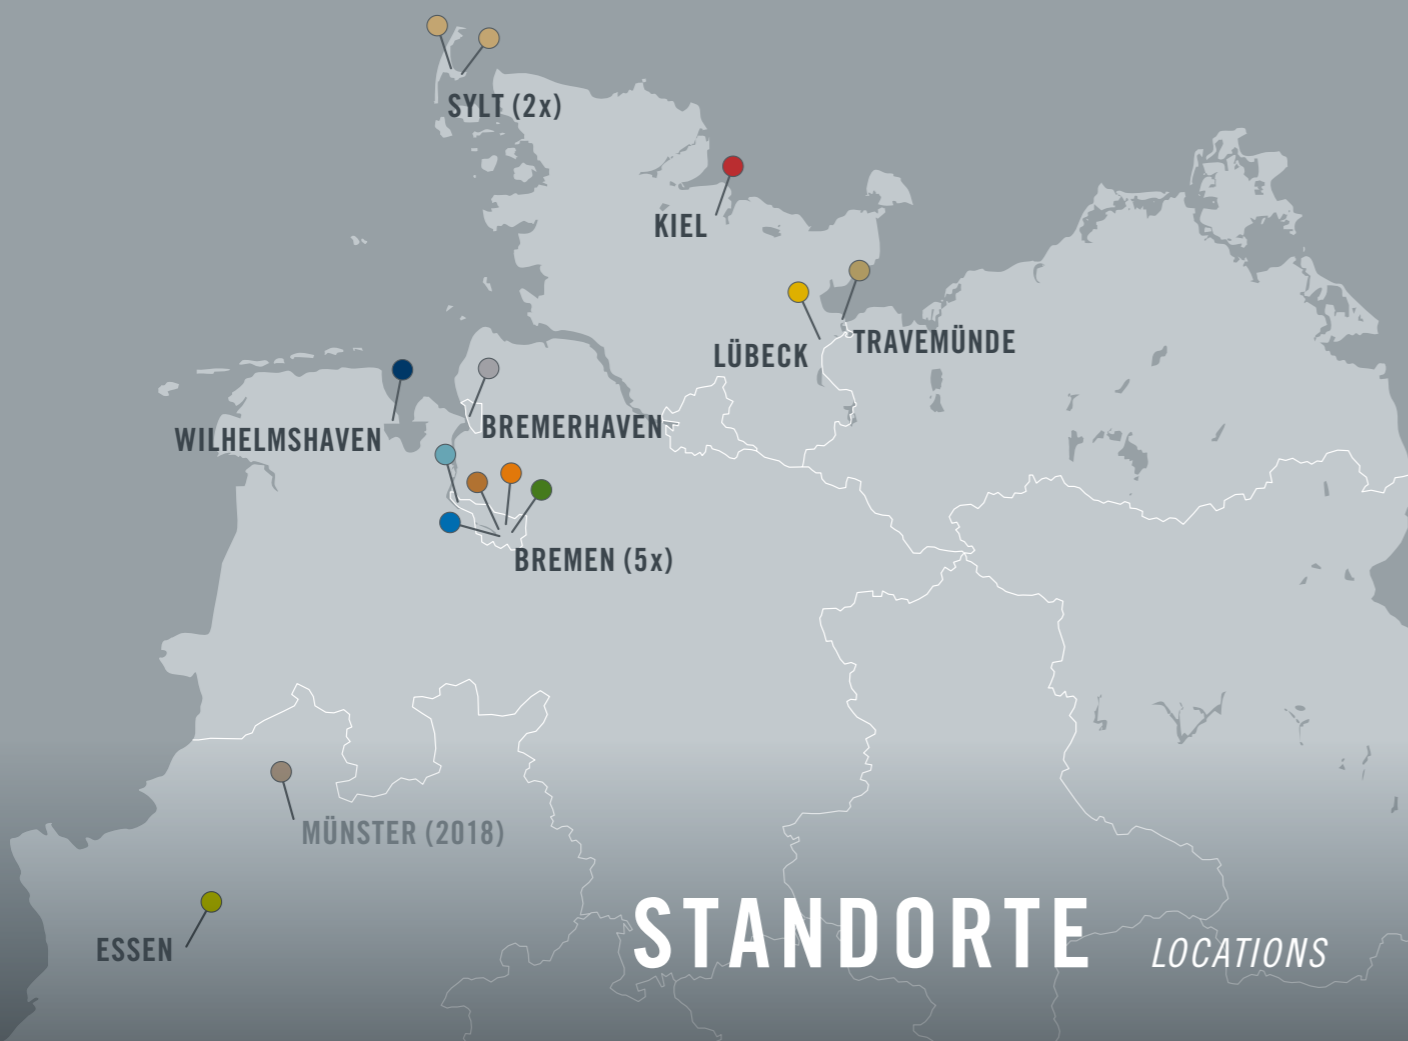 SYLT (2x)
KIEL
TRAVEMÜNDE
LÜBECK
BREMERHAVEN
WILHELMSHAVEN
BREMEN (5x)
MÜNSTER (2018)
ESSEN
STANDORTE
LOCATIONS